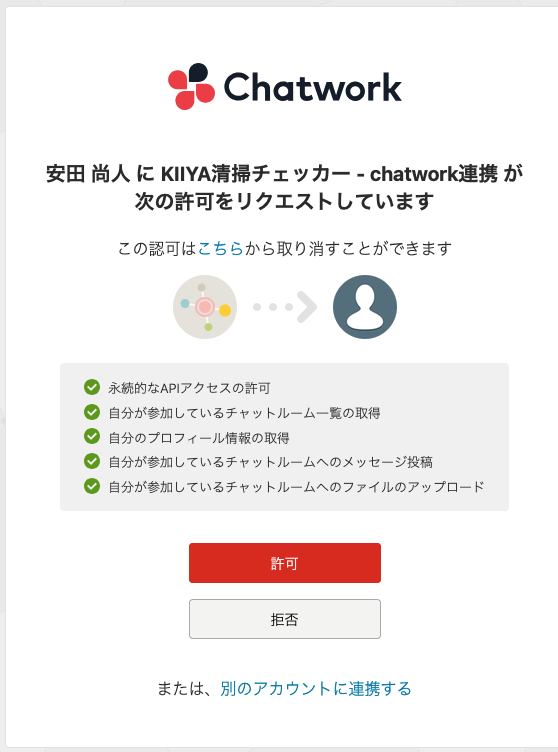 Chatwork
安田 尚人 に KIIYA清掃チェッカー - chatwork連携 が
次の許可をリクエストしています
この認可はこちらから取り消すことができます
永続的なAPIアクセスの許可
自分が参加しているチャットルーム一覧の取得
自分のプロフィール情報の取得
自分が参加しているチャットルームへのメッセージ投稿
自分が参加しているチャットルームへのファイルのアップロード
許可
拒否
または、別のアカウントに連携する